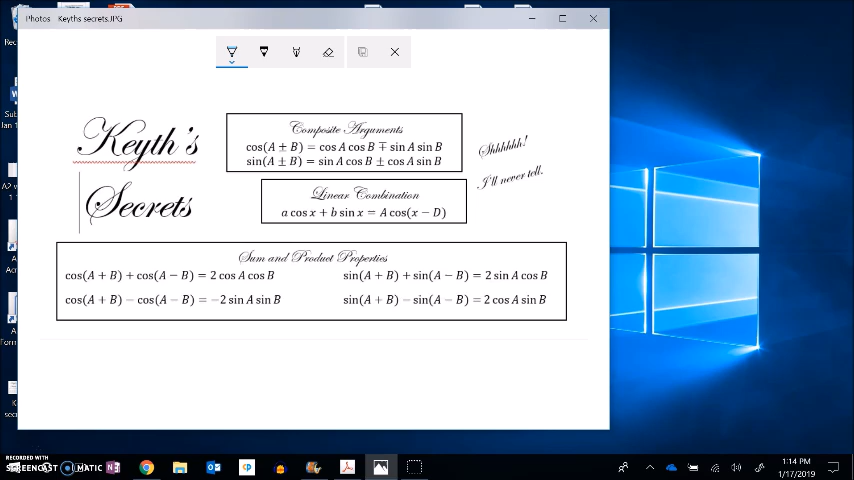 Photos Keyths secrets.JPG
Keyth's
Secrets
Composite Arguments
cos(A ± B) = cos A cos B ∓ sin A sin B
sin(A ± B) = sin A cos B ± cos A sin B
Shhhhhh!
I'll never tell.
Linear Combination
a cos x + b sin x = A cos(x − D)
Sum and Product Properties
cos(A + B) + cos(A − B) = 2 cos A cos B
sin(A + B) + sin(A − B) = 2 sin A cos B
cos(A + B) − cos(A − B) = −2 sin A sin B
sin(A + B) − sin(A − B) = 2 cos A sin B
RECORDED WITH
SCREENCAST MATIC
1:14 PM
1/17/2019